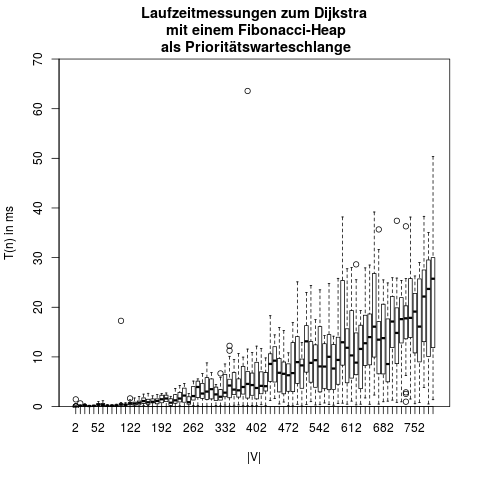 Laufzeitmessungen zum Dijkstra
mit einem Fibonacci-Heap
als Prioritätswarteschlange
T(n) in ms
70
60
50
40
30
20
10
0
2 52 122 192 262 332 402 472 542 612 682 752
|V|